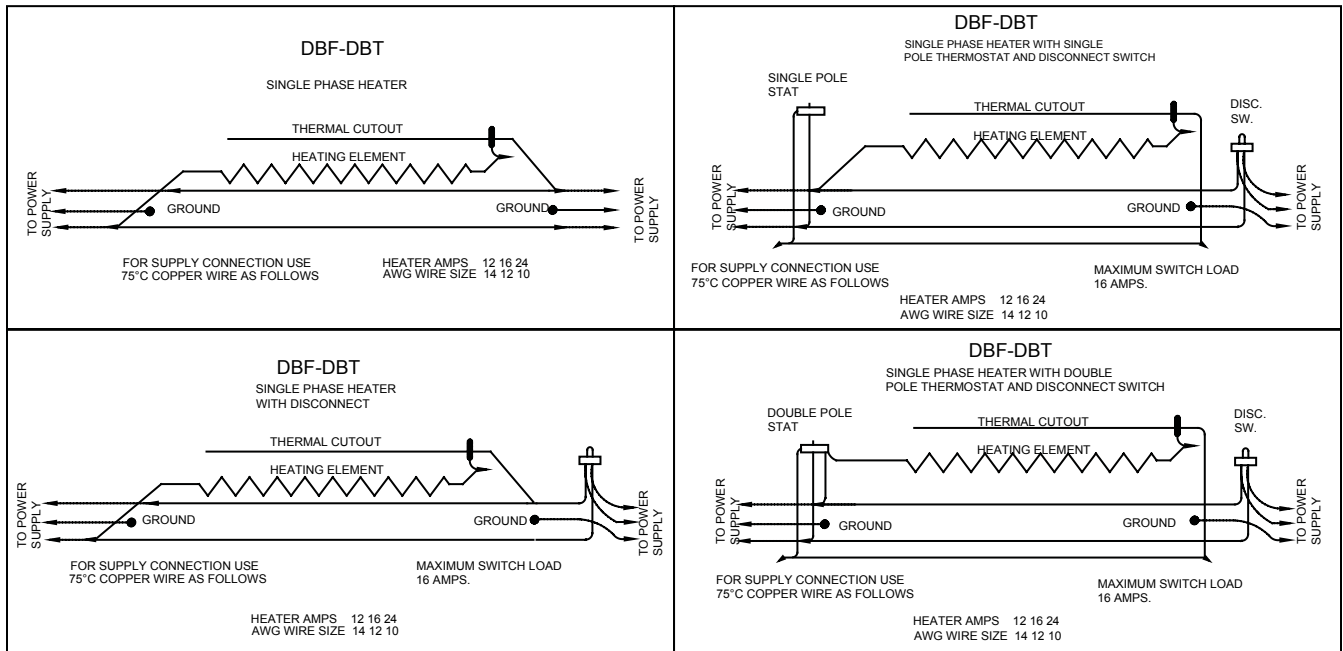 DBF-DBT
SINGLE PHASE HEATER
THERMAL CUTOUT
HEATING ELEMENT
TO POWER
SUPPLY
GROUND
GROUND
TO POWER
SUPPLY
FOR SUPPLY CONNECTION USE
75°C COPPER WIRE AS FOLLOWS
HEATER AMPS 12 16 24
AWG WIRE SIZE 14 12 10
DBF-DBT
SINGLE PHASE HEATER WITH SINGLE
POLE THERMOSTAT AND DISCONNECT SWITCH
SINGLE POLE
STAT
THERMAL CUTOUT
HEATING ELEMENT
DISC.
SW.
TO POWER
SUPPLY
GROUND
GROUND
TO POWER
SUPPLY
FOR SUPPLY CONNECTION USE
75°C COPPER WIRE AS FOLLOWS
MAXIMUM SWITCH LOAD
16 AMPS.
HEATER AMPS 12 16 24
AWG WIRE SIZE 14 12 10
DBF-DBT
SINGLE PHASE HEATER
WITH DISCONNECT
THERMAL CUTOUT
HEATING ELEMENT
TO POWER
SUPPLY
GROUND
GROUND
TO POWER
SUPPLY
FOR SUPPLY CONNECTION USE
75°C COPPER WIRE AS FOLLOWS
MAXIMUM SWITCH LOAD
16 AMPS.
HEATER AMPS 12 16 24
AWG WIRE SIZE 14 12 10
DBF-DBT
SINGLE PHASE HEATER WITH DOUBLE
POLE THERMOSTAT AND DISCONNECT SWITCH
DOUBLE POLE
STAT
THERMAL CUTOUT
HEATING ELEMENT
DISC.
SW.
TO POWER
SUPPLY
GROUND
GROUND
TO POWER
SUPPLY
FOR SUPPLY CONNECTION USE
75°C COPPER WIRE AS FOLLOWS
MAXIMUM SWITCH LOAD
16 AMPS.
HEATER AMPS 12 16 24
AWG WIRE SIZE 14 12 10